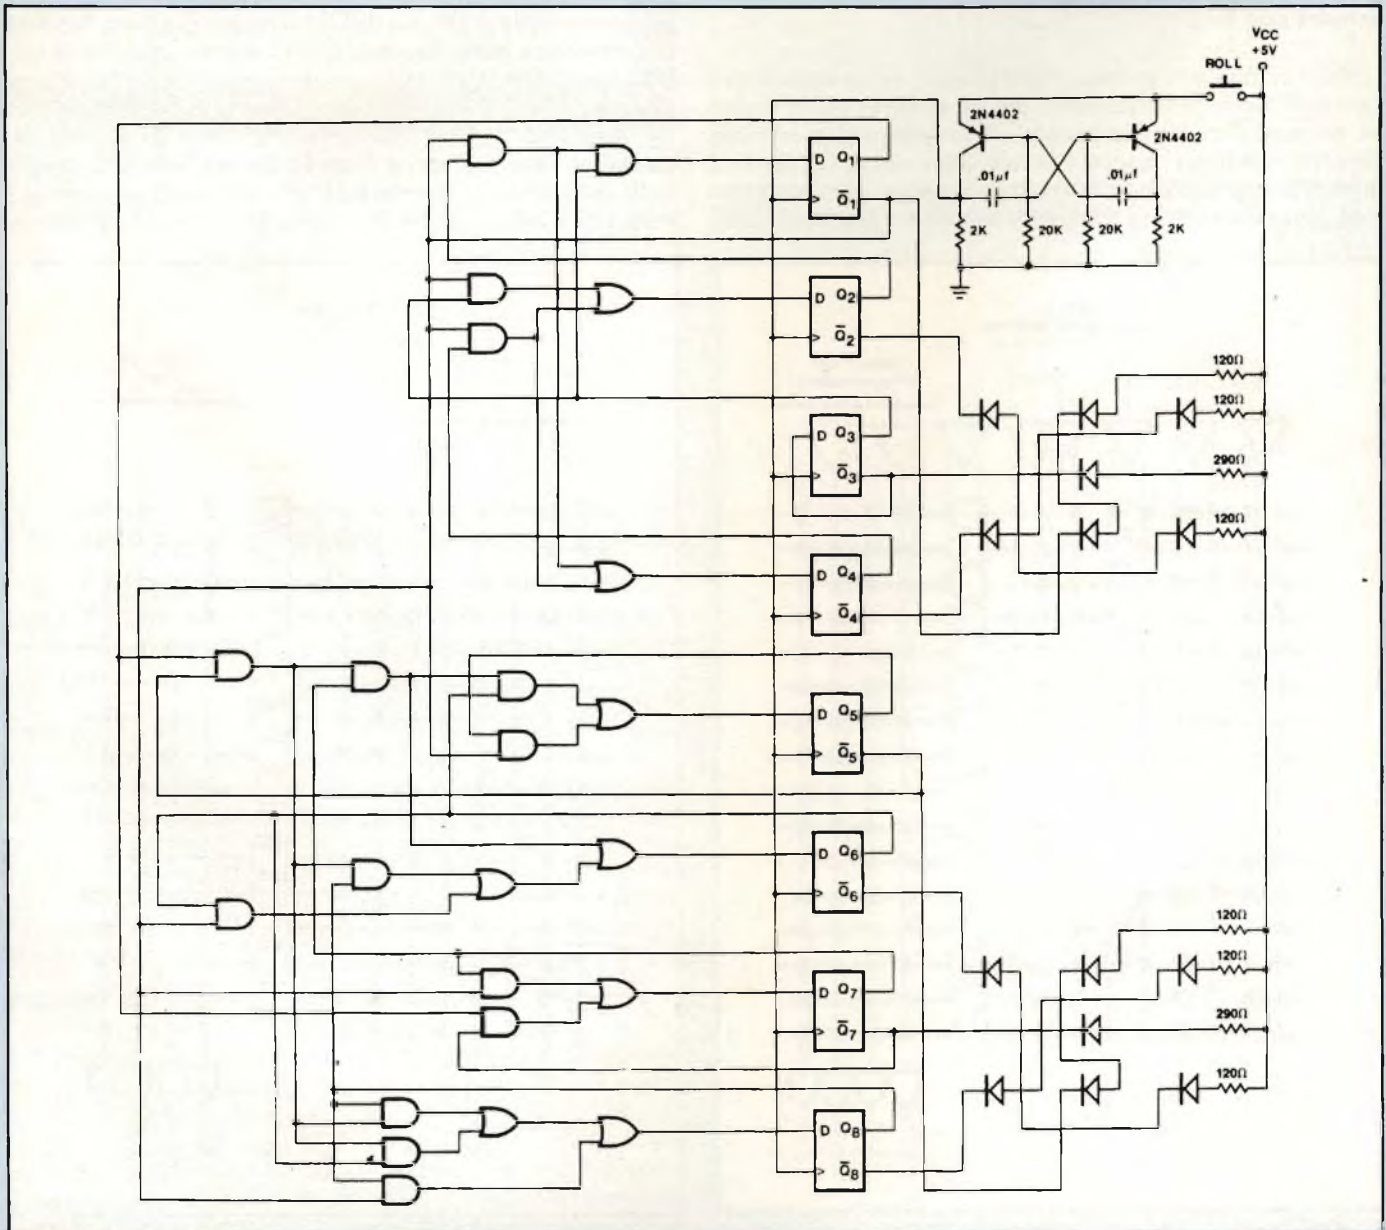 VCC
+5V
ROLL
2N4402
2N4402
.01µf
.01µf
2K
20K
20K
2K
D Q1
Q̅1
D Q2
Q̅2
120Ω
120Ω
D Q3
Q̅3
290Ω
120Ω
D Q4
Q̅4
D Q5
Q̅5
D Q6
Q̅6
120Ω
120Ω
D Q7
Q̅7
290Ω
120Ω
D Q8
Q̅8